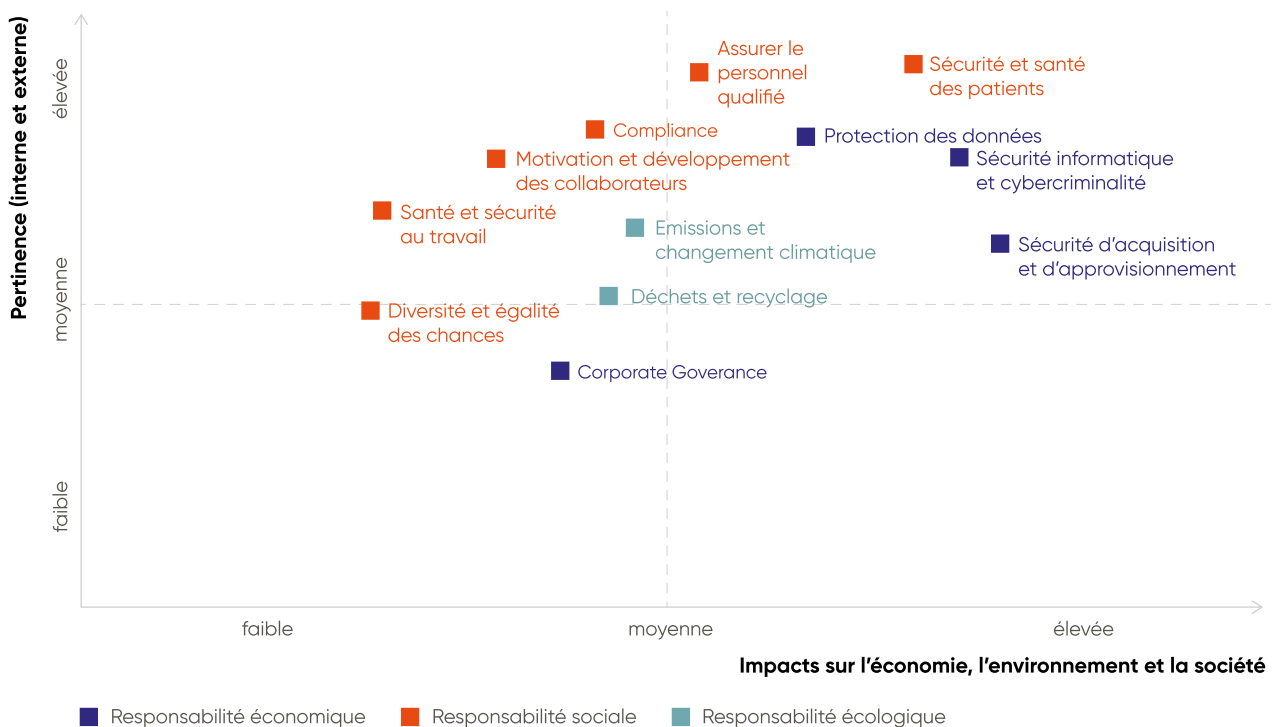 Pertinence (interne et externe)
élevée
moyenne
faible
Assurer le
personnel
qualifié
Sécurité et santé
des patients
Compliance
Protection des données
Motivation et développement
des collaborateurs
Sécurité informatique
et cybercriminalité
Santé et sécurité
au travail
Emissions et
changement climatique
Sécurité d’acquisition
et d’approvisionnement
Déchets et recyclage
Diversité et égalité
des chances
Corporate Goverance
faible
moyenne
élevée
Impacts sur l’économie, l’environnement et la société
Responsabilité économique
Responsabilité sociale
Responsabilité écologique